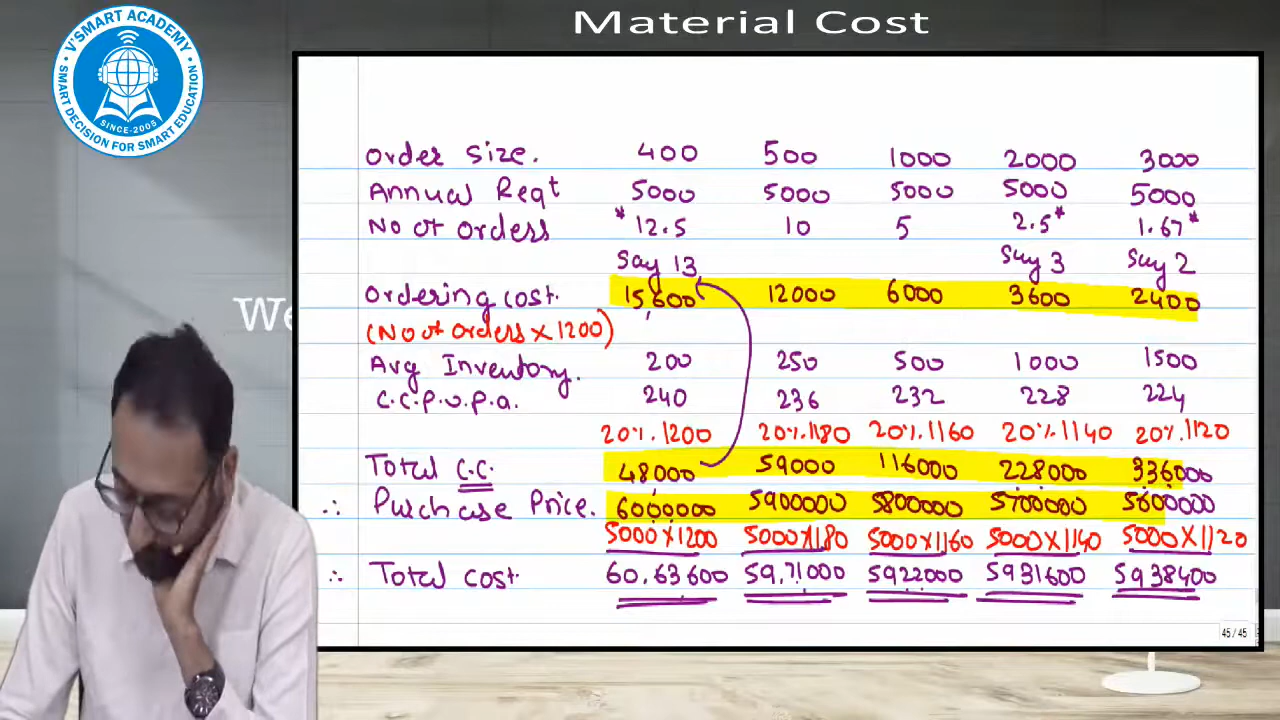 Material Cost
V'SMART ACADEMY
SINCE-2005
SMART DECISION FOR SMART EDUCATION
We
Order size. 400 500 1000 2000 3000
Annual Reqt 5000 5000 5000 5000 5000
No of orders *12.5 10 5 2.5* 1.67*
Say 13 Say 3 Say 2
Ordering cost. 15,600 12000 6000 3600 2400
(No of orders x 1200)
Avg Inventory. 200 250 500 1000 1500
C.C.P.U.P.A. 240 236 232 228 224
20%.1200 20%.1180 20%.1160 20%.1140 20%.1120
Total C.C. 48000 59000 116000 228000 336000
∴ Purchase Price. 6000000 5900000 5800000 5700000 5600000
5000x1200 5000x1180 5000x1160 5000x1140 5000x1120
∴ Total cost. 60,63600 59,71000 5922000 5931600 5938400
45 / 45